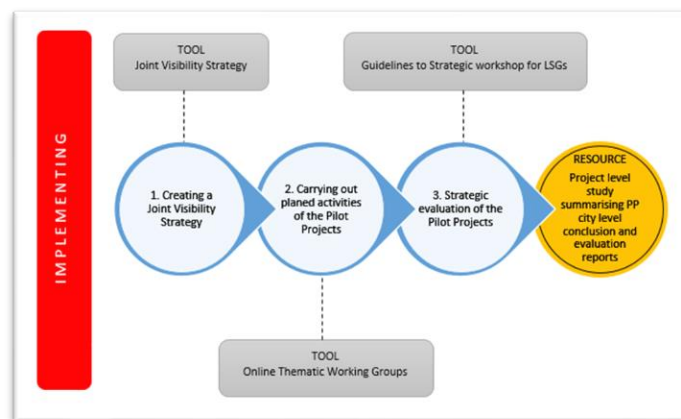 IMPLEMENTING
TOOL
Joint Visibility Strategy
TOOL
Guidelines to Strategic workshop for LSGs
1. Creating a
Joint Visibility
Strategy
2. Carrying out
planed activities
of the Pilot
Projects
3. Strategic
evaluation of the
Pilot Projects
RESOURCE
Project level
study
summarising PP
city level
conclusion and
evaluation
reports
TOOL
Online Thematic Working Groups